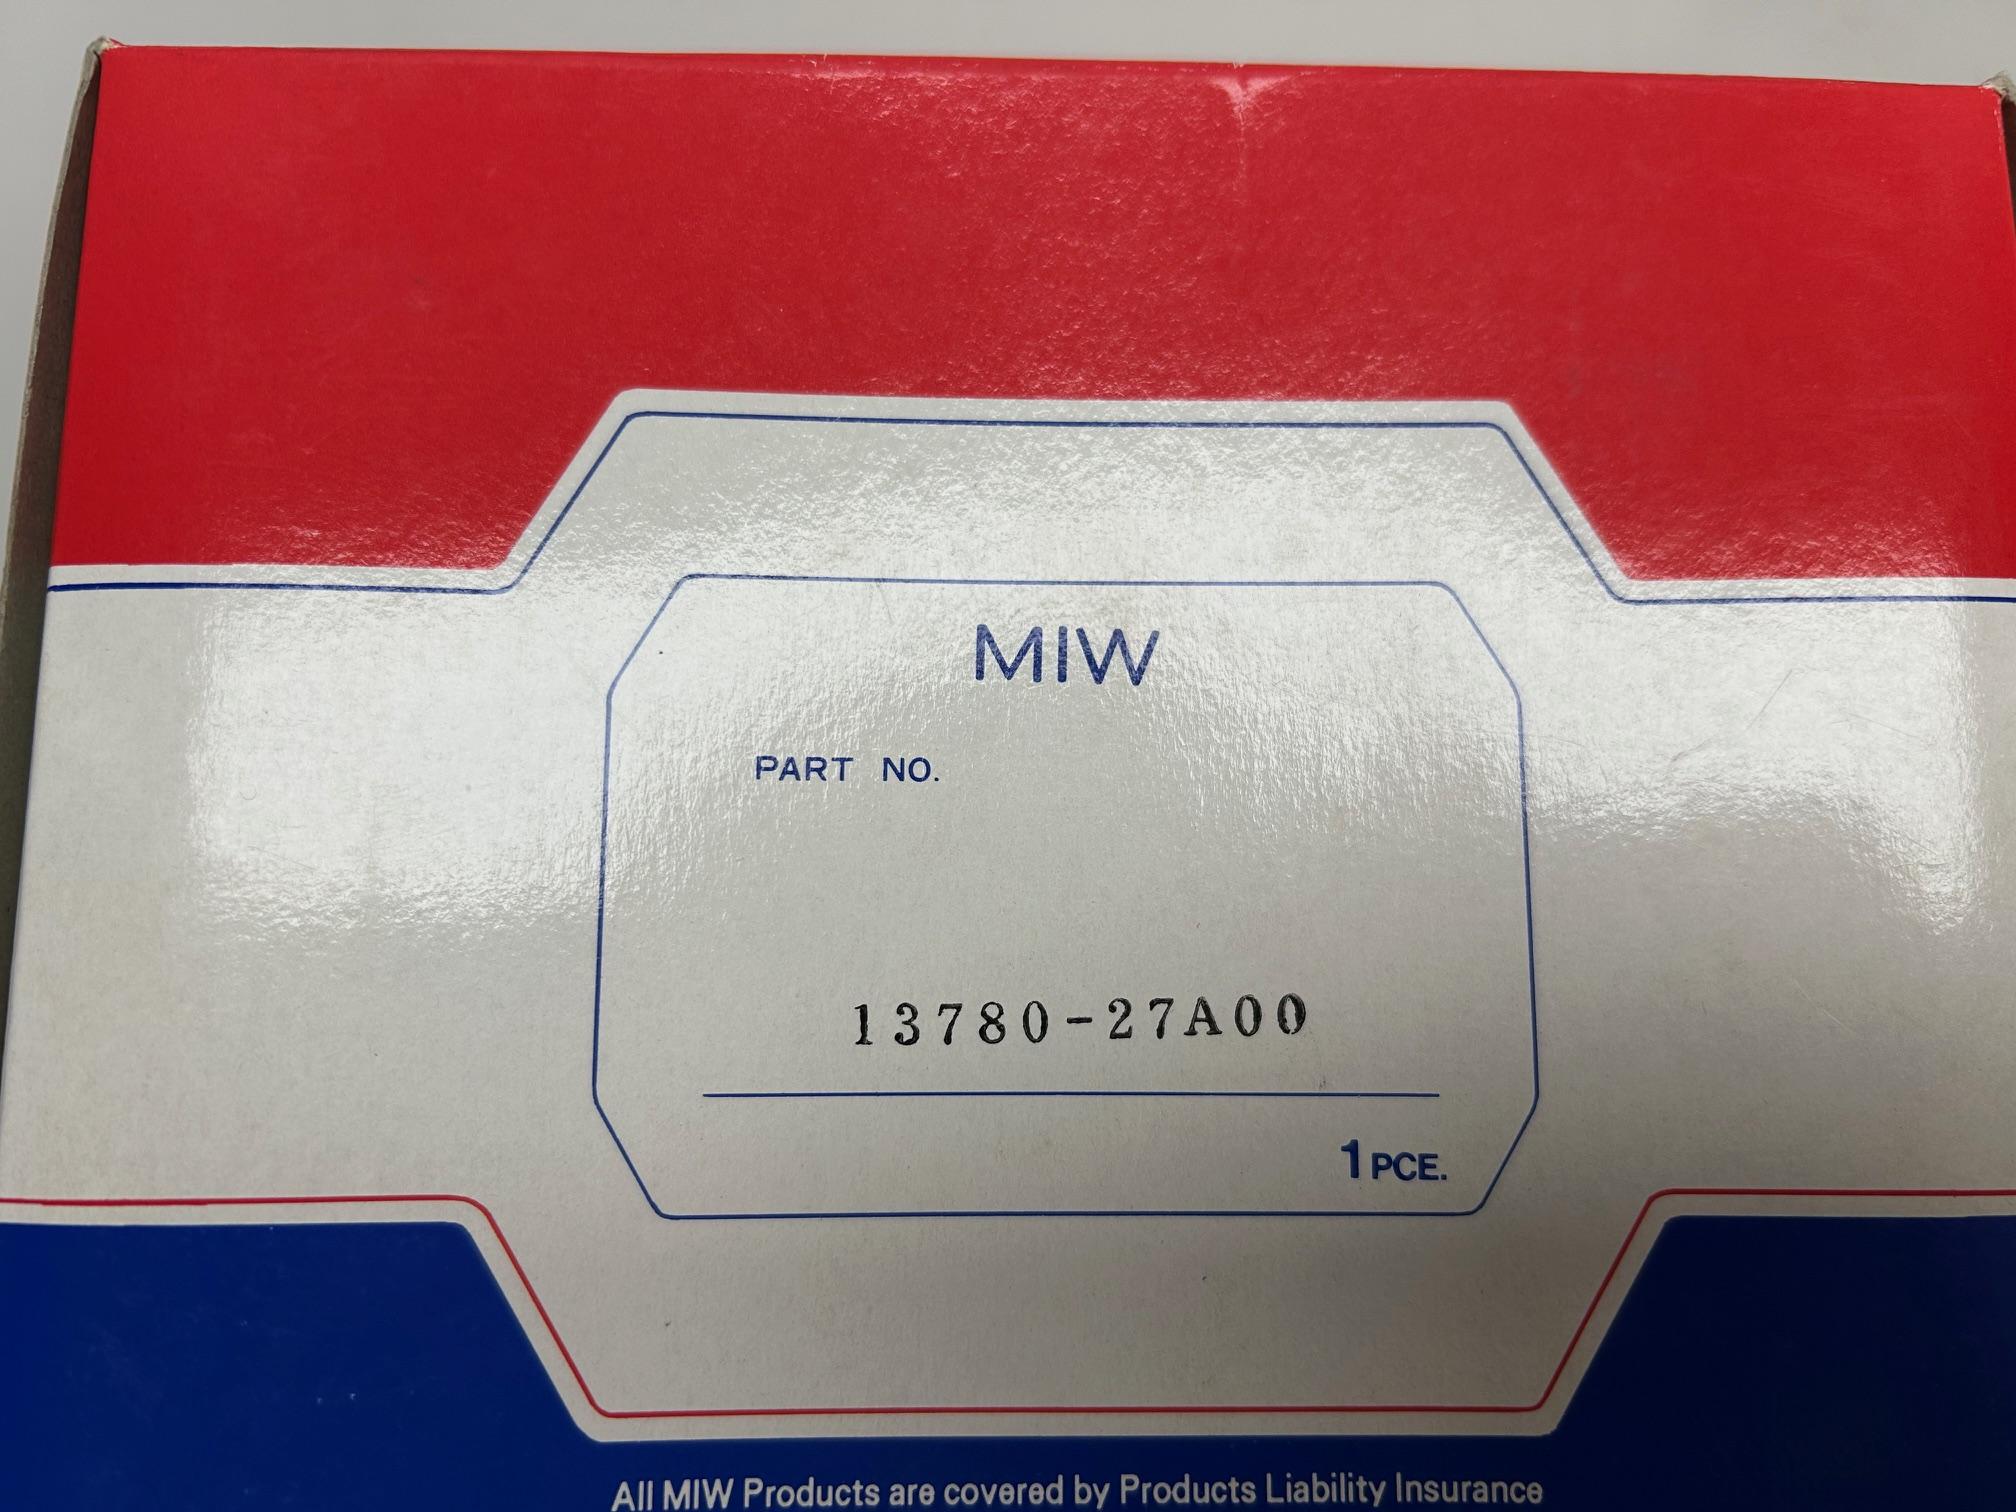 MIW
PART NO.
13780-27A00
1 PCE.
All MIW Products are covered by Products Liability Insurance